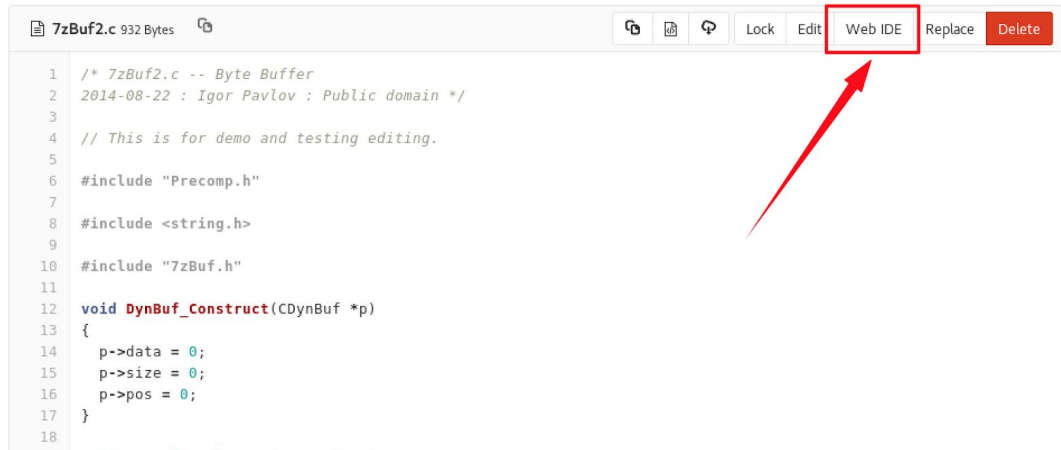 7zBuf2.c 932 Bytes Lock Edit Web IDE Replace Delete
1 /* 7zBuf2.c -- Byte Buffer
2 2014-08-22 : Igor Pavlov : Public domain */
3
4 // This is for demo and testing editing.
5
6 #include "Precomp.h"
7
8 #include <string.h>
9
10 #include "7zBuf.h"
11
12 void DynBuf_Construct(CDynBuf *p)
13 {
14   p->data = 0;
15   p->size = 0;
16   p->pos = 0;
17 }
18